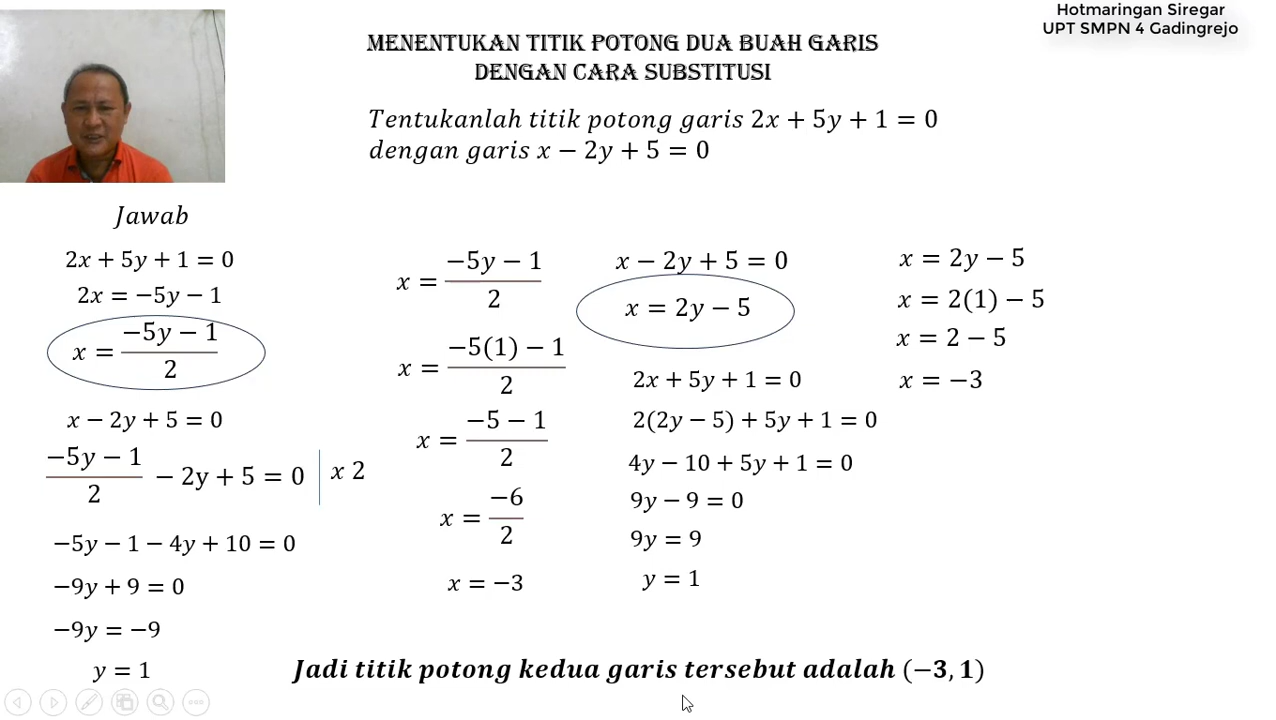 Hotmaringan Siregar
UPT SMPN 4 Gadingrejo
MENENTUKAN TITIK POTONG DUA BUAH GARIS
DENGAN CARA SUBSTITUSI
Tentukanlah titik potong garis 2x + 5y + 1 = 0
dengan garis x − 2y + 5 = 0
Jawab
2x + 5y + 1 = 0
2x = −5y − 1
x = \frac{−5y − 1}{2}
x − 2y + 5 = 0
\frac{−5y − 1}{2} − 2y + 5 = 0 | x 2
−5y − 1 − 4y + 10 = 0
−9y + 9 = 0
−9y = −9
y = 1
x = \frac{−5y − 1}{2}
x = \frac{−5(1) − 1}{2}
x = \frac{−5 − 1}{2}
x = \frac{−6}{2}
x = −3
x − 2y + 5 = 0
x = 2y − 5
2x + 5y + 1 = 0
2(2y − 5) + 5y + 1 = 0
4y − 10 + 5y + 1 = 0
9y − 9 = 0
9y = 9
y = 1
x = 2y − 5
x = 2(1) − 5
x = 2 − 5
x = −3
Jadi titik potong kedua garis tersebut adalah (−3, 1)